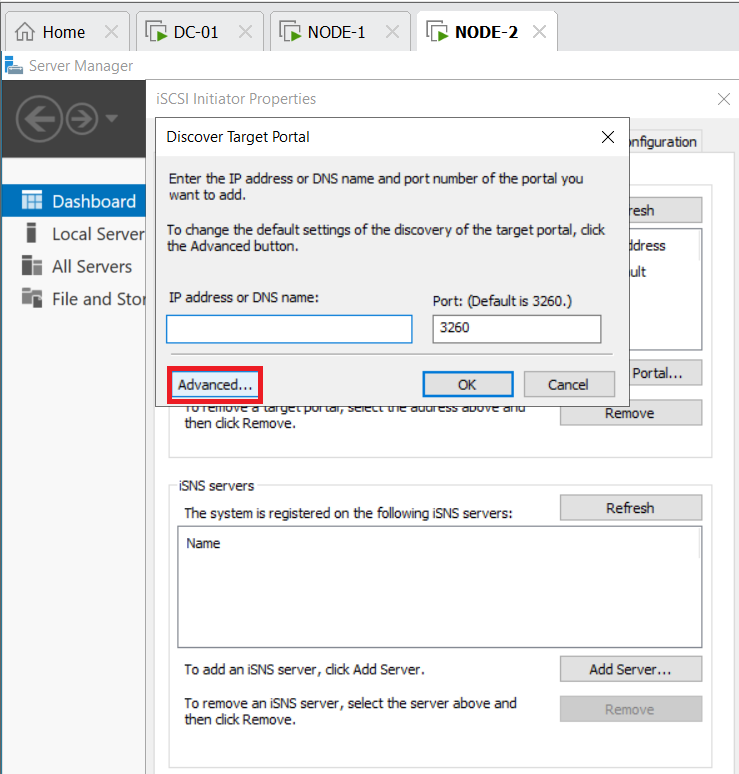 Home
DC-01
NODE-1
NODE-2
Server Manager
iSCSI Initiator Properties
Discover Target Portal
Enter the IP address or DNS name and port number of the portal you
want to add.
To change the default settings of the discovery of the target portal, click
the Advanced button.
IP address or DNS name:
Port: (Default is 3260.)
3260
Advanced...
OK
Cancel
Dashboard
Local Server
All Servers
File and Stor
nfiguration
resh
ddress
ult
Portal...
To remove a target portal, select the address above and
then click Remove.
Remove
iSNS servers
The system is registered on the following iSNS servers:
Refresh
Name
To add an iSNS server, click Add Server.
Add Server...
To remove an iSNS server, select the server above and
then click Remove.
Remove